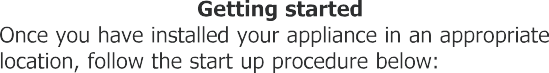 Getting started
Once you have installed your appliance in an appropriate
location, follow the start up procedure below: